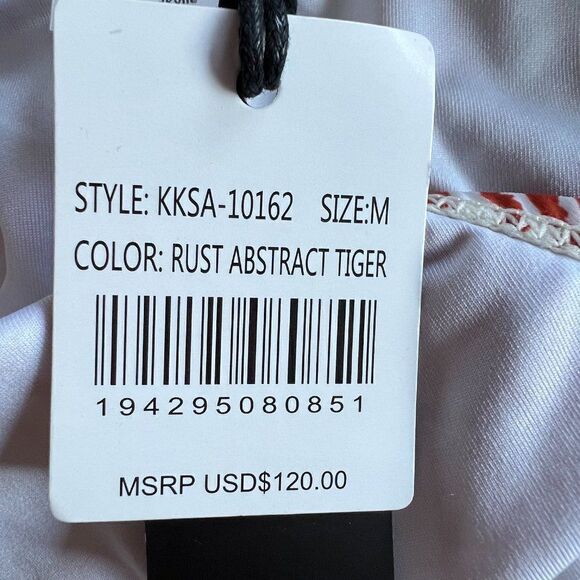 STYLE: KKSA-10162 SIZE:M
COLOR: RUST ABSTRACT TIGER
194295080851
MSRP USD$120.00